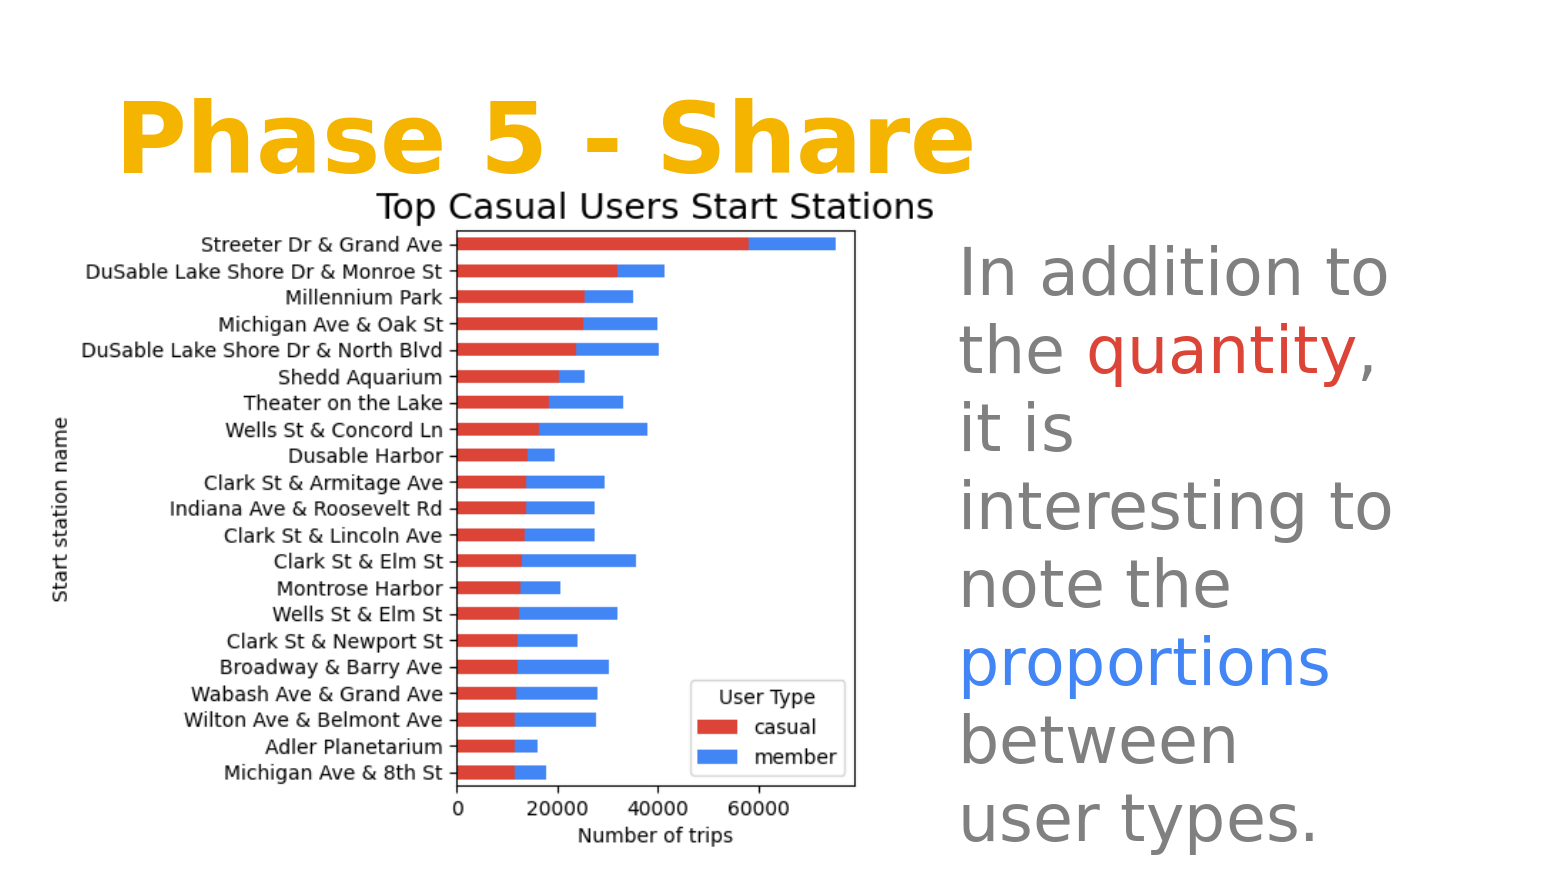 Phase 5 - Share
Top Casual Users Start Stations
Start station name
Streeter Dr & Grand Ave
DuSable Lake Shore Dr & Monroe St
Millennium Park
Michigan Ave & Oak St
DuSable Lake Shore Dr & North Blvd
Shedd Aquarium
Theater on the Lake
Wells St & Concord Ln
Dusable Harbor
Clark St & Armitage Ave
Indiana Ave & Roosevelt Rd
Clark St & Lincoln Ave
Clark St & Elm St
Montrose Harbor
Wells St & Elm St
Clark St & Newport St
Broadway & Barry Ave
Wabash Ave & Grand Ave
Wilton Ave & Belmont Ave
Adler Planetarium
Michigan Ave & 8th St
User Type
casual
member
0 20000 40000 60000
Number of trips
In addition to
the quantity,
it is
interesting to
note the
proportions
between
user types.